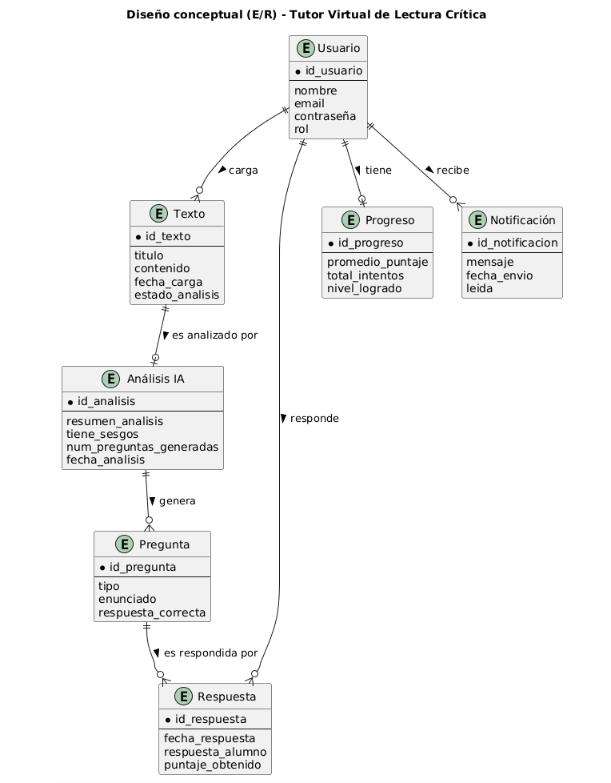 Diseño conceptual (E/R) - Tutor Virtual de Lectura Crítica
E Usuario
id_usuario
nombre
email
contraseña
rol
carga
tiene
recibe
E Texto
id_texto
titulo
contenido
fecha_carga
estado_analisis
E Progreso
id_progreso
promedio_puntaje
total_intentos
nivel_logrado
E Notificación
id_notificacion
mensaje
fecha_envio
leida
es analizado por
E Análisis IA
id_analisis
resumen_analisis
tiene_sesgos
num_preguntas_generadas
fecha_analisis
responde
genera
E Pregunta
id_pregunta
tipo
enunciado
respuesta_correcta
es respondida por
E Respuesta
id_respuesta
fecha_respuesta
respuesta_alumno
puntaje_obtenido